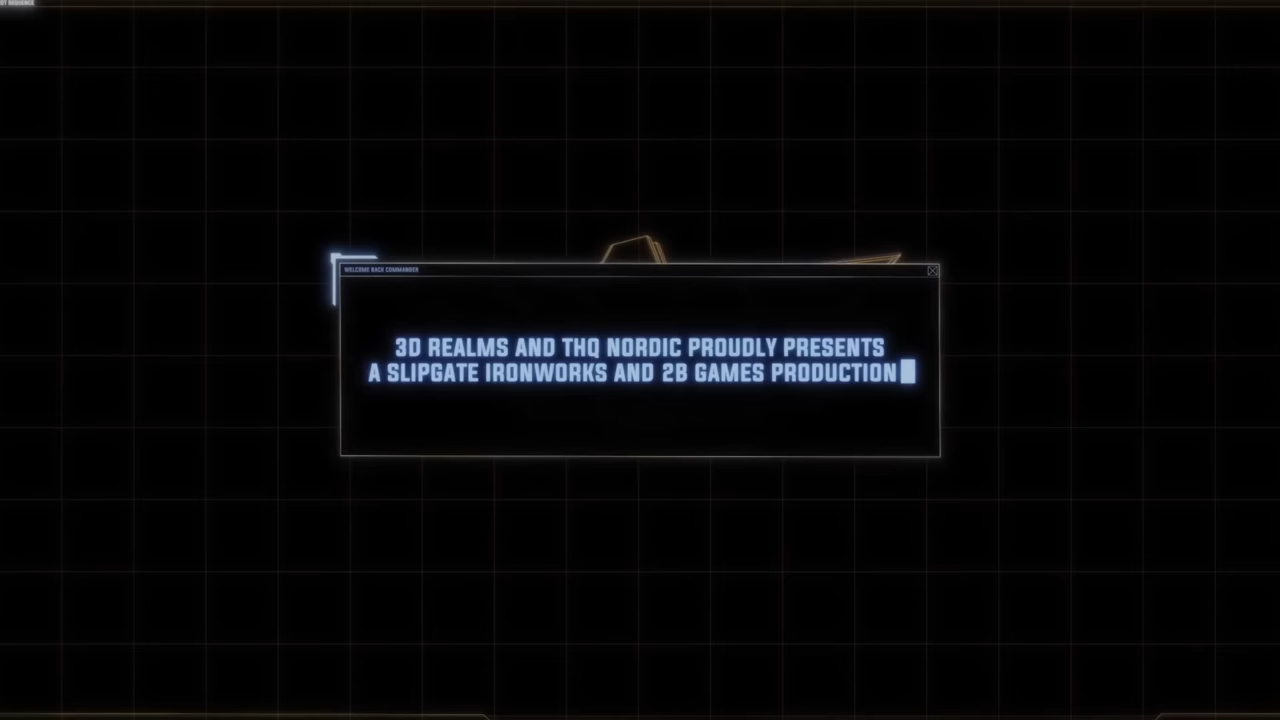 WELCOME BACK COMMANDER
3D REALMS AND THQ NORDIC PROUDLY PRESENTS
A SLIPGATE IRONWORKS AND 2B GAMES PRODUCTION